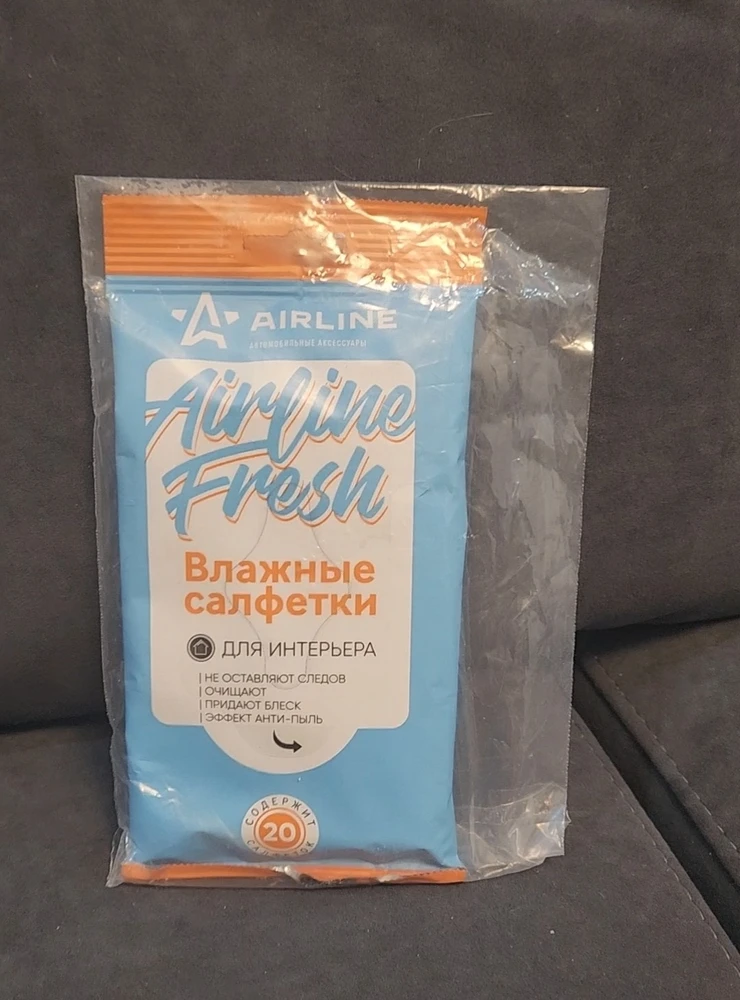 AIRLINE
АВТОМОБИЛЬНЫЕ АКСЕССУАРЫ
Airline
Fresh
Влажные
салфетки
ДЛЯ ИНТЕРЬЕРА
НЕ ОСТАВЛЯЮТ СЛЕДОВ
ОЧИЩАЮТ
ПРИДАЮТ БЛЕСК
ЭФФЕКТ АНТИ-ПЫЛЬ
СОДЕРЖИТ
20